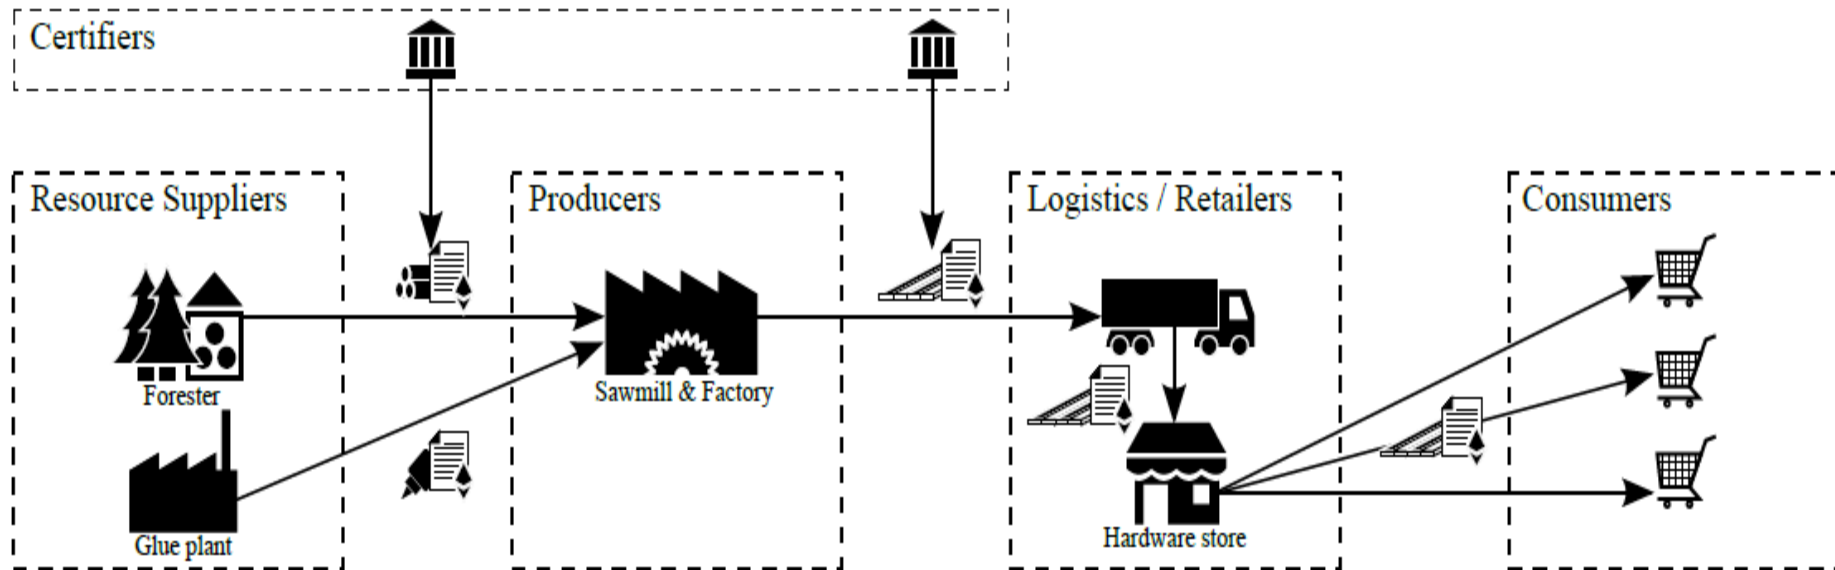 Certifiers
Resource Suppliers
Producers
Logistics / Retailers
Consumers
Forester
Sawmill & Factory
Glue plant
Hardware store